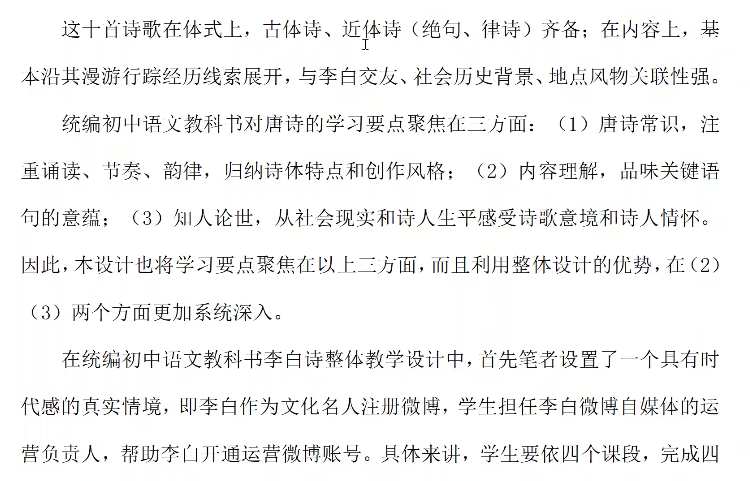 这十首诗歌在体式上，古体诗、近体诗（绝句、律诗）齐备；在内容上，基
本沿其漫游行踪经历线索展开，与李白交友、社会历史背景、地点风物关联性强。
统编初中语文教科书对唐诗的学习要点聚焦在三方面：（1）唐诗常识，注
重诵读、节奏、韵律，归纳诗体特点和创作风格；（2）内容理解，品味关键语
句的意蕴；（3）知人论世，从社会现实和诗人生平感受诗歌意境和诗人情怀。
因此，本设计也将学习要点聚焦在以上三方面，而且利用整体设计的优势，在（2）
（3）两个方面更加系统深入。
在统编初中语文教科书李白诗整体教学设计中，首先笔者设置了一个具有时
代感的真实情境，即李白作为文化名人注册微博，学生担任李白微博自媒体的运
营负责人，帮助李白开通运营微博账号。具体来讲，学生要依四个课段，完成四